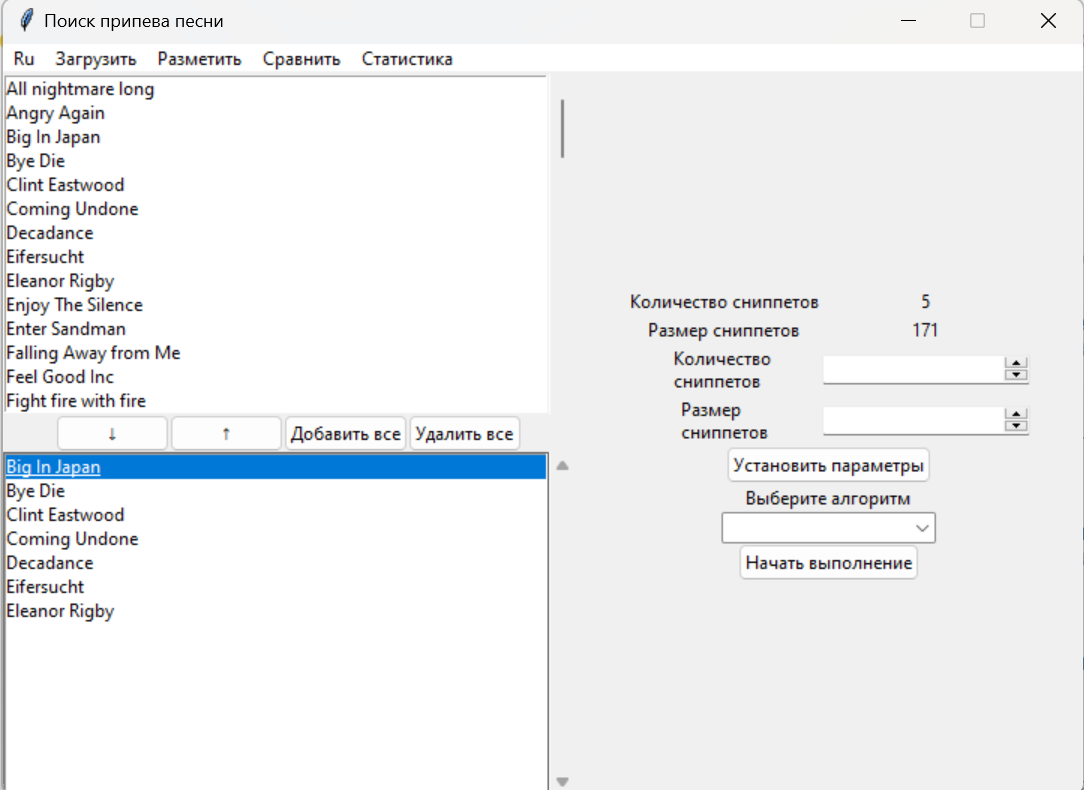 Поиск припева песни
Ru Загрузить Разметить Сравнить Статистика
All nightmare long
Angry Again
Big In Japan
Bye Die
Clint Eastwood
Coming Undone
Decadance
Eifersucht
Eleanor Rigby
Enjoy The Silence
Enter Sandman
Falling Away from Me
Feel Good Inc
Fight fire with fire
↓ ↑ Добавить все Удалить все
Big In Japan
Bye Die
Clint Eastwood
Coming Undone
Decadance
Eifersucht
Eleanor Rigby
Количество сниппетов 5
Размер сниппетов 171
Количество
сниппетов
Размер
сниппетов
Установить параметры
Выберите алгоритм
Начать выполнение